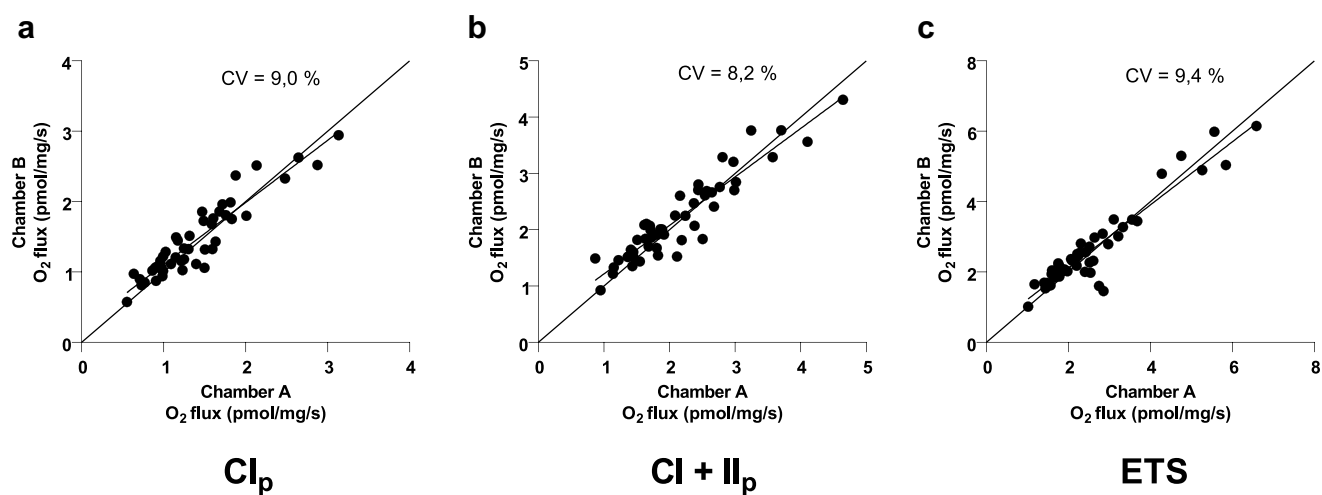 a
CV = 9,0 %
4
3
2
1
0
Chamber B
O2 flux (pmol/mg/s)
0 1 2 3 4
Chamber A
O2 flux (pmol/mg/s)
CIp
b
CV = 8,2 %
5
4
3
2
1
0
Chamber B
O2 flux (pmol/mg/s)
0 1 2 3 4 5
Chamber A
O2 flux (pmol/mg/s)
CI + IIp
c
CV = 9,4 %
8
6
4
2
0
Chamber B
O2 flux (pmol/mg/s)
0 2 4 6 8
Chamber A
O2 flux (pmol/mg/s)
ETS